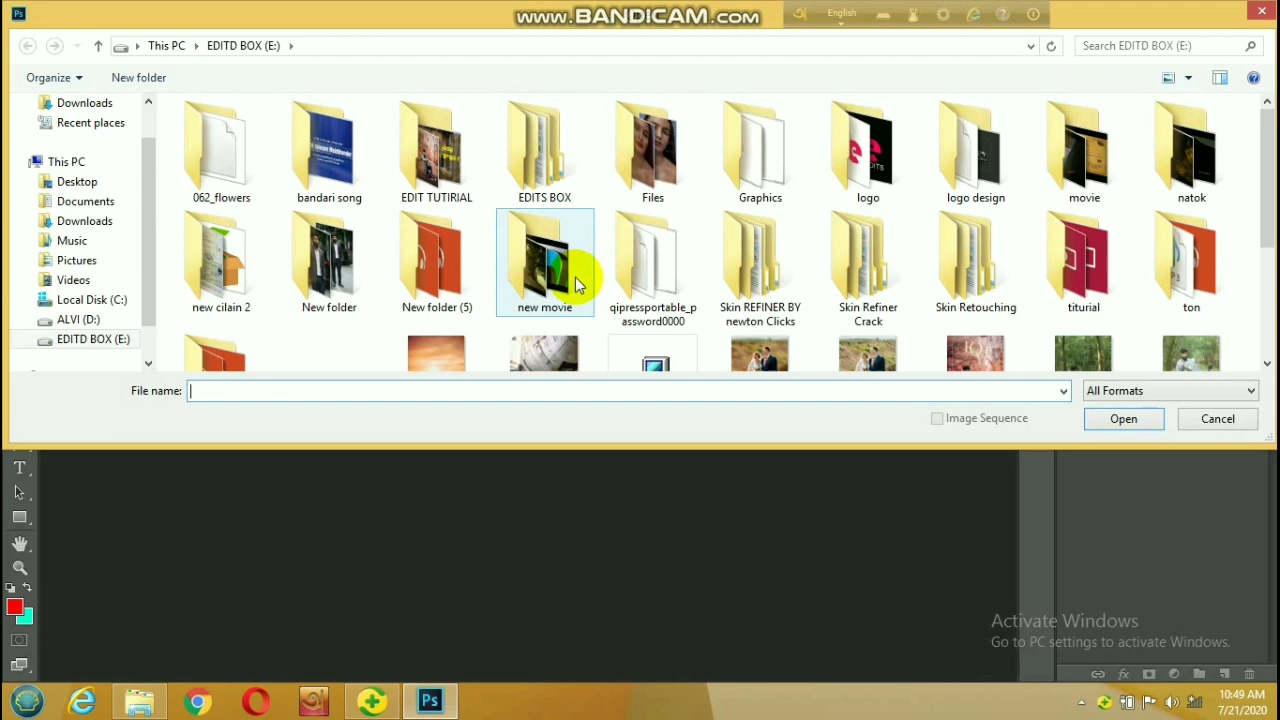 Ps
www.BANDICAM.com
English
This PC
EDITD BOX (E:)
Search EDITD BOX (E:)
Organize
New folder
Downloads
Recent places
This PC
Desktop
Documents
Downloads
Music
Pictures
Videos
Local Disk (C:)
ALVI (D:)
EDITD BOX (E:)
062_flowers
bandari song
EDIT TUTIRIAL
EDITS BOX
Files
Graphics
logo
logo design
movie
natok
new cilain 2
New folder
New folder (5)
new movie
qipressportable_p
assword0000
Skin REFINER BY
newton Clicks
Skin Refiner
Crack
Skin Retouching
titurial
ton
File name:
All Formats
Image Sequence
Open
Cancel
T
Activate Windows
Go to PC settings to activate Windows.
fx
Ps
10:49 AM
7/21/2020